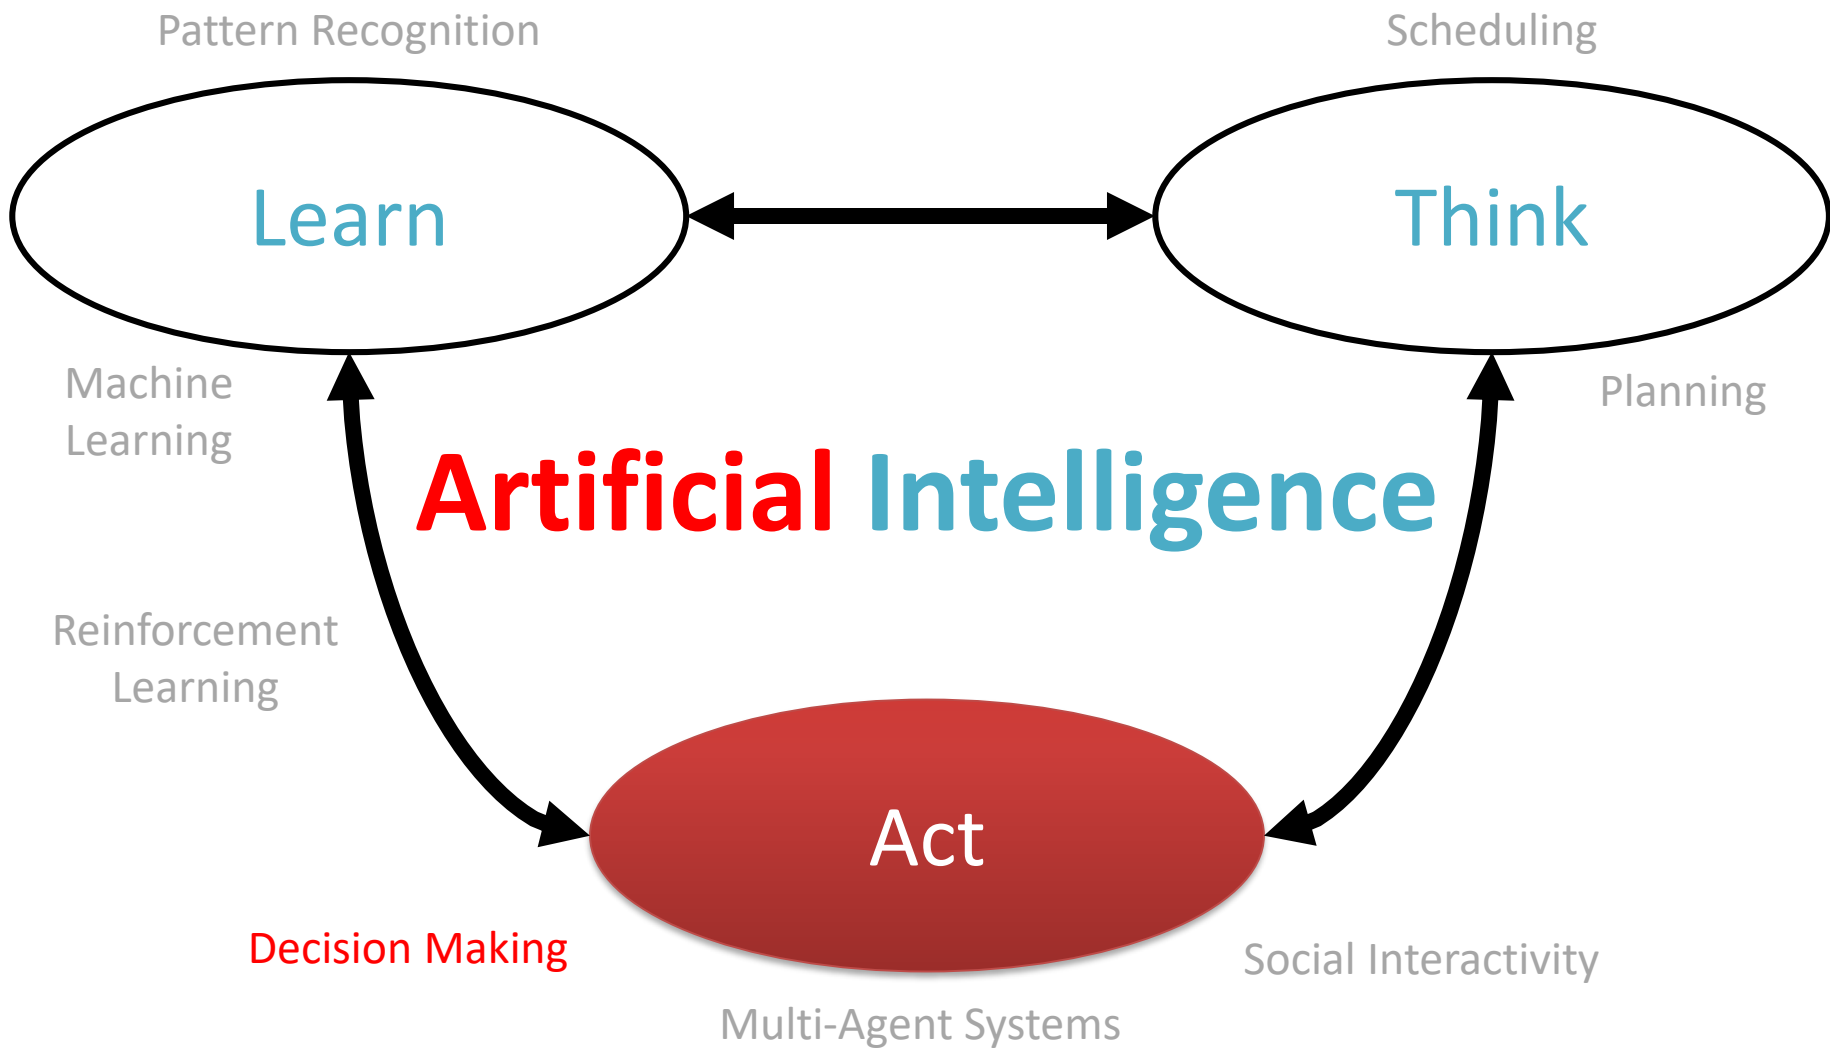 Pattern Recognition
Scheduling
Learn
Think
Machine
Learning
Planning
Artificial Intelligence
Reinforcement
Learning
Act
Decision Making
Social Interactivity
Multi-Agent Systems